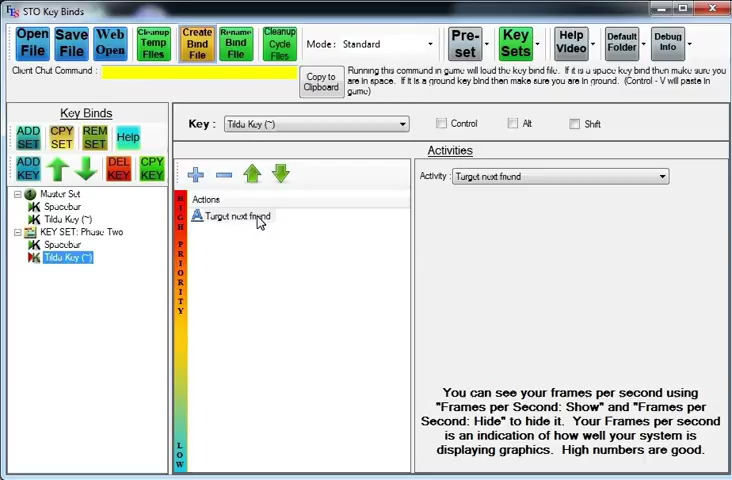 STO Key Binds
Open File
Save File
Web Open
Cleanup Temp Files
Create Bind File
Rename Bind File
Cleanup Cycle Files
Mode: Standard
Pre-set
Key Sets
Help Video
Default Folder
Debug Info
Client Chat Command:
Copy to Clipboard
Running this command in game will load the key bind file. If it is a space key bind then make sure you
are in space. If it is a ground key bind then make sure you are in ground. (Control - V will paste in
game)
Key Binds
ADD SET
CPY SET
REM SET
Help
ADD KEY
DEL KEY
CPY KEY
Master Set
Spacebar
Tilda Key (~)
KEY SET: Phase Two
Spacebar
Tilda Key (~)
Key: Tilda Key (~)
Control
Alt
Shift
Actions
Target next friend
HIGH PRIORITY
LOW
Activities
Activity: Target next friend
You can see your frames per second using
"Frames per Second: Show" and "Frames per
Second: Hide" to hide it. Your Frames per second
is an indication of how well your system is
displaying graphics. High numbers are good.